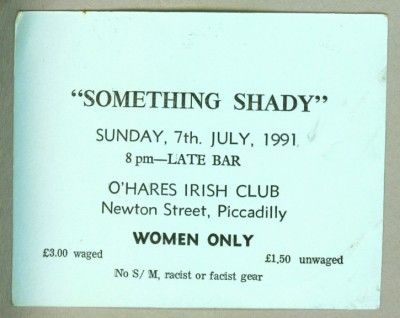 “SOMETHING SHADY”
SUNDAY, 7th. JULY, 1991
8 pm—LATE BAR
O'HARES IRISH CLUB
Newton Street, Piccadilly
WOMEN ONLY
£3.00 waged £1,50 unwaged
No S/M, racist or facist gear